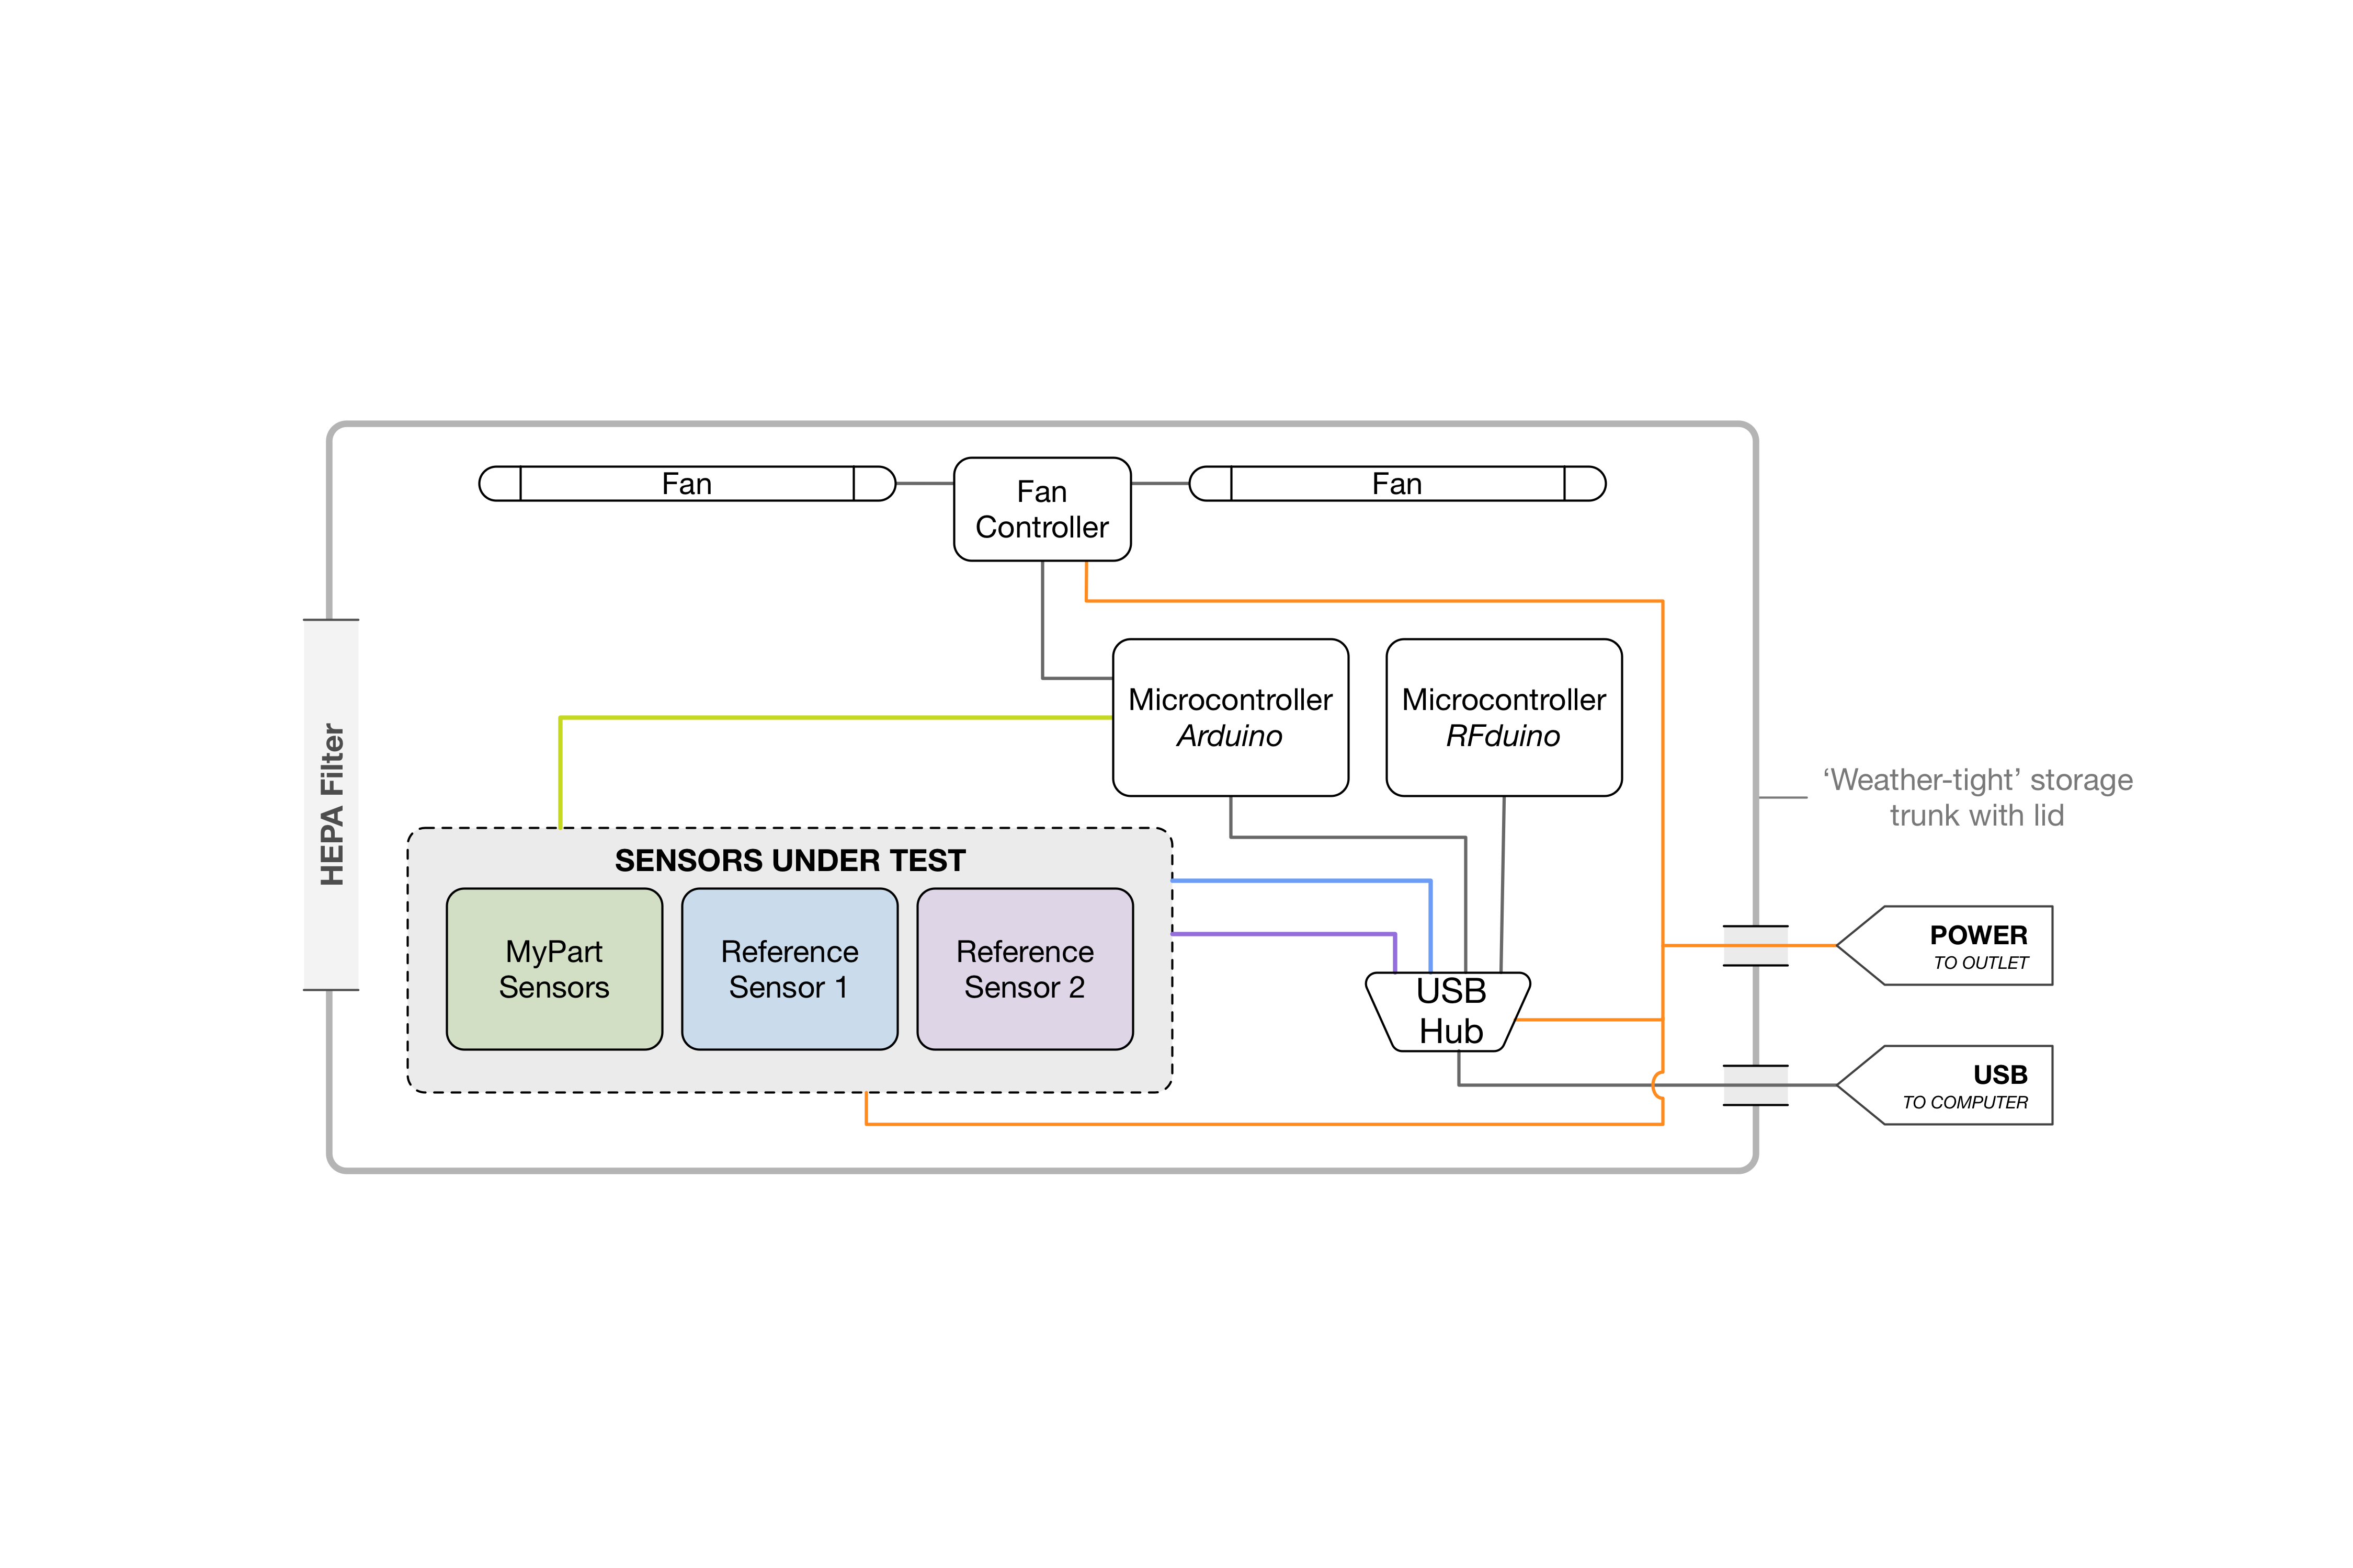 Fan
Fan
Controller
Fan
Microcontroller
Arduino
Microcontroller
RFduino
HEPA Filter
‘Weather-tight’ storage
trunk with lid
SENSORS UNDER TEST
MyPart
Sensors
Reference
Sensor 1
Reference
Sensor 2
USB
Hub
POWER
TO OUTLET
USB
TO COMPUTER